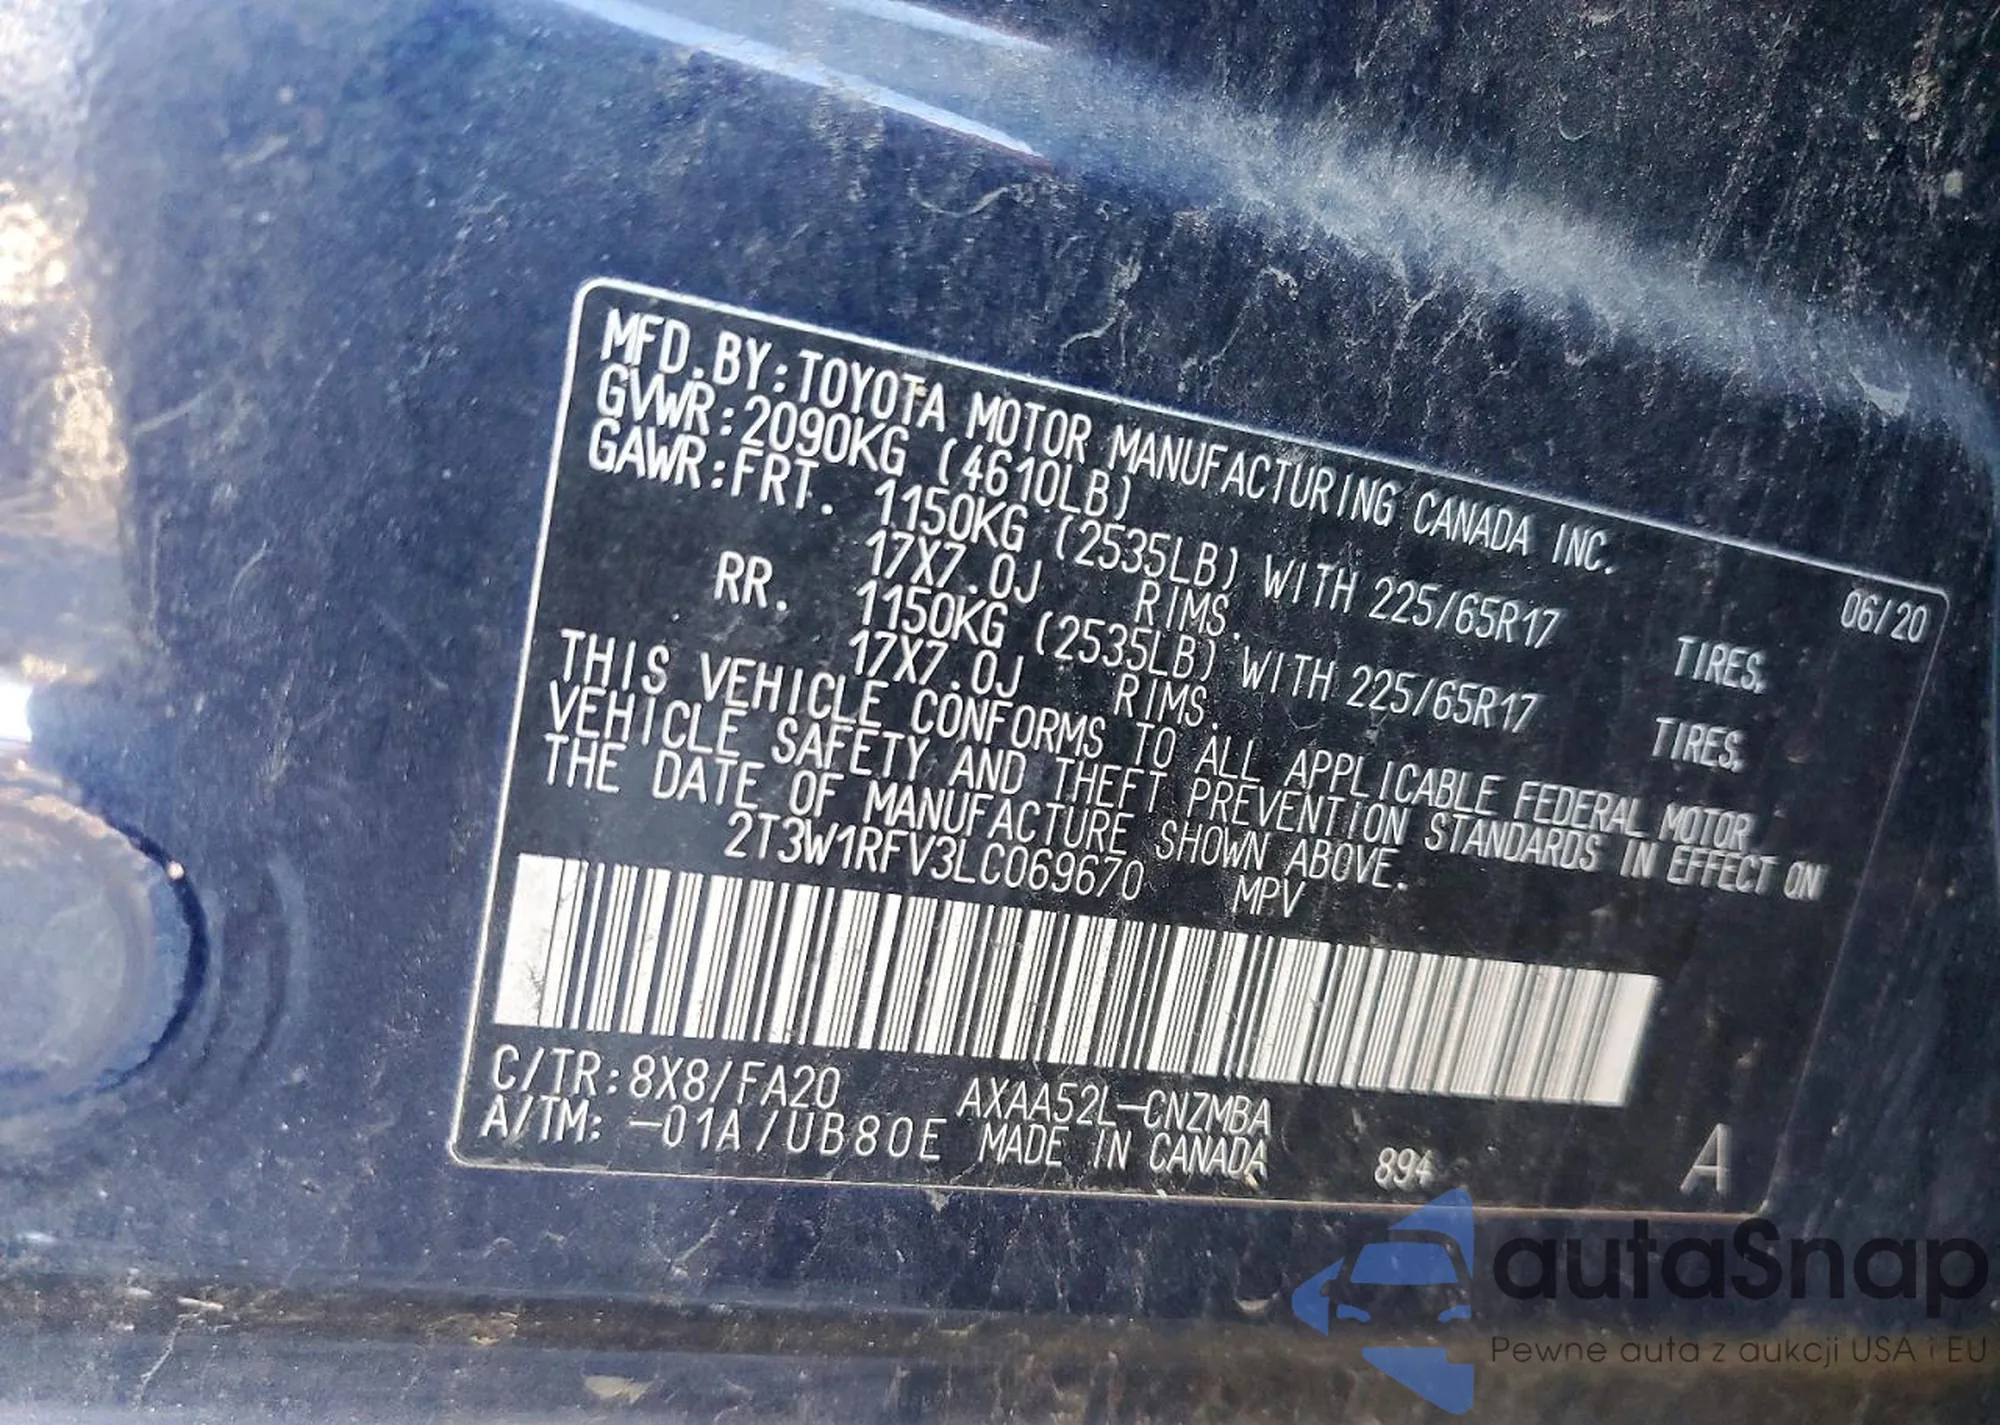 MFD.BY:TOYOTA MOTOR MANUFACTURING CANADA INC. 06/20
GVWR:2090KG (4610LB)
GAWR:FRT. 1150KG (2535LB) WITH 225/65R17 TIRES,
17X7.0J RIMS.
RR. 1150KG (2535LB) WITH 225/65R17 TIRES,
17X7.0J RIMS.
THIS VEHICLE CONFORMS TO ALL APPLICABLE FEDERAL MOTOR
VEHICLE SAFETY AND THEFT PREVENTION STANDARDS IN EFFECT ON
THE DATE OF MANUFACTURE SHOWN ABOVE.
2T3W1RFV3LC069670 MPV
C/TR:8X8/FA20 AXAA52L-CNZMBA
A/TM: -01A/UB80E MADE IN CANADA 894 A
autaSnap
Pewne auta z aukcji USA i EU